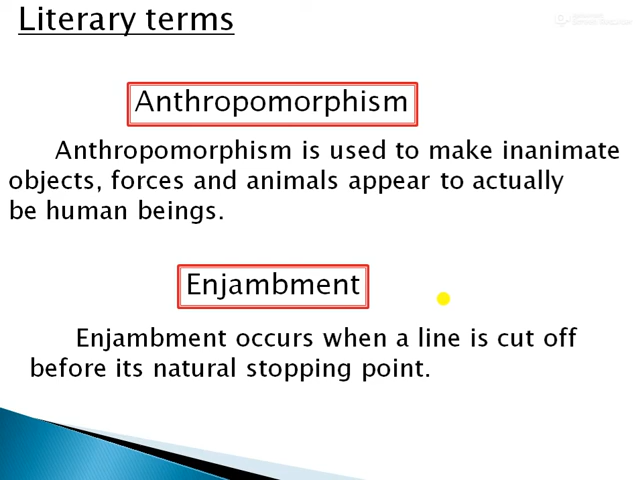 Literary terms
Anthropomorphism
Anthropomorphism is used to make inanimate
objects, forces and animals appear to actually
be human beings.
Enjambment
Enjambment occurs when a line is cut off
before its natural stopping point.